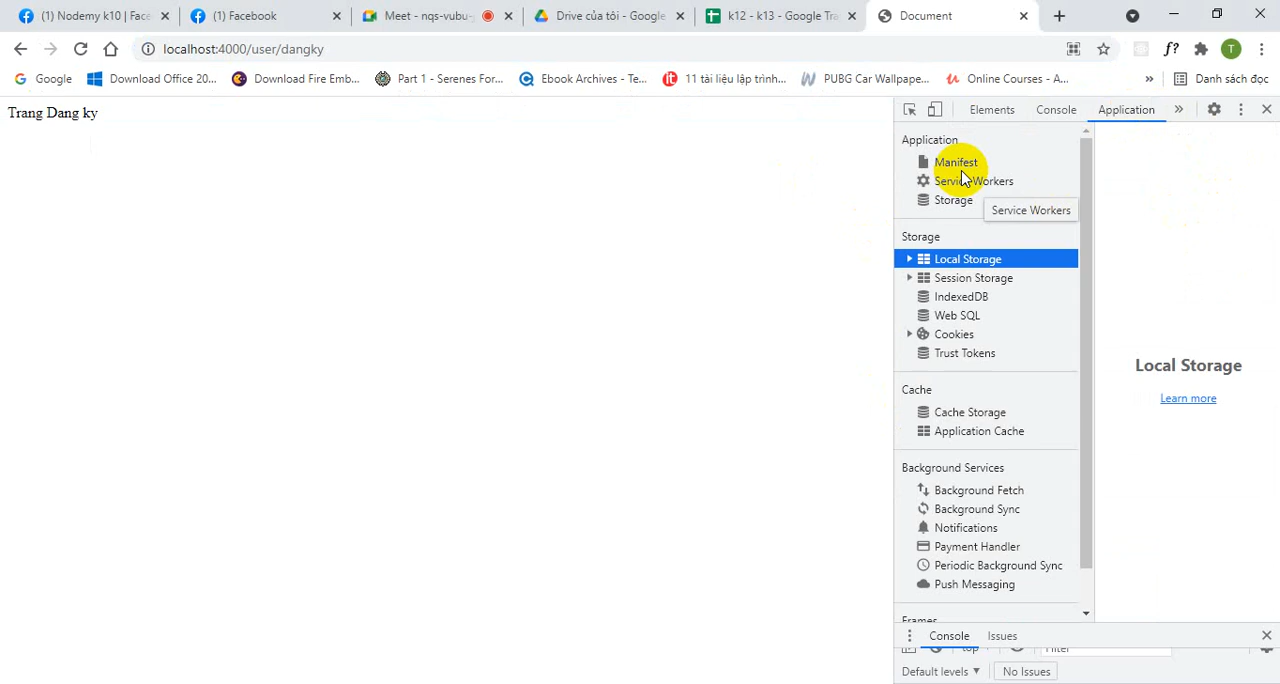 (1) Nodemy k10 | Face
(1) Facebook
Meet - nqs-vubu-
Drive của tôi - Google
k12 - k13 - Google Tra
Document
localhost:4000/user/dangky
f?
T
Google
Download Office 20...
Download Fire Emb...
Part 1 - Serenes For...
Ebook Archives - Te...
11 tài liệu lập trình...
PUBG Car Wallpape...
Online Courses - A...
»
Danh sách đọc
Trang Dang ky
Elements
Console
Application
»
Application
Manifest
Service Workers
Storage
Service Workers
Storage
Local Storage
Session Storage
IndexedDB
Web SQL
Cookies
Trust Tokens
Cache
Cache Storage
Application Cache
Background Services
Background Fetch
Background Sync
Notifications
Payment Handler
Periodic Background Sync
Push Messaging
Frames
Local Storage
Learn more
Console
Issues
top
Filter
Default levels ▼
No Issues